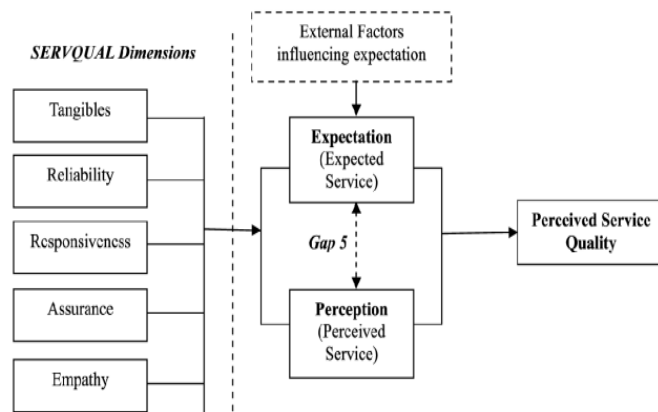 SERVQUAL Dimensions
Tangibles
Reliability
Responsiveness
Assurance
Empathy
External Factors
influencing expectation
Expectation
(Expected
Service)
Gap 5
Perception
(Perceived
Service)
Perceived Service
Quality